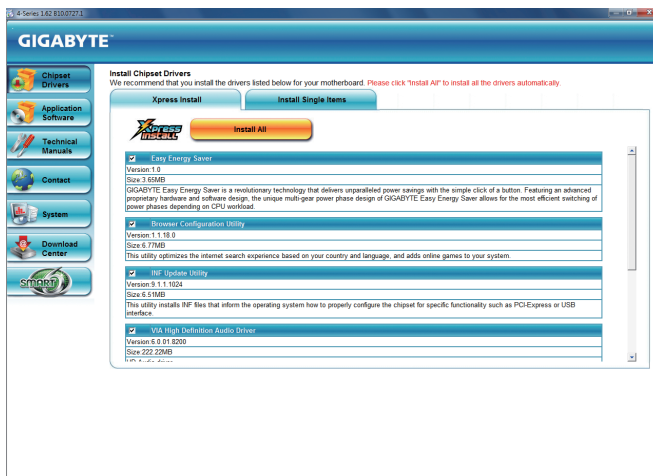 4-Series 1.62 B10.0727.1
GIGABYTE™
Chipset
Drivers
Application
Software
Technical
Manuals
Contact
System
Download
Center
SMART
Install Chipset Drivers
We recommend that you install the drivers listed below for your motherboard. Please click "Install All" to install all the drivers automatically.
Xpress Install
Install Single Items
Xpress
Install
Install All
Easy Energy Saver
Version:1.0
Size:3.65MB
GIGABYTE Easy Energy Saver is a revolutionary technology that delivers unparalleled power savings with the simple click of a button. Featuring an advanced
proprietary hardware and software design, the unique multi-gear power phase design of GIGABYTE Easy Energy Saver allows for the most efficient switching of
power phases depending on CPU workload.
Browser Configuration Utility
Version:1.1.18.0
Size:6.77MB
This utility optimizes the internet search experience based on your country and language, and adds online games to your system.
INF Update Utility
Version:9.1.1.1024
Size:6.51MB
This utility installs INF files that inform the operating system how to properly configure the chipset for specific functionality such as PCI-Express or USB
interface.
VIA High Definition Audio Driver
Version:6.0.01.8200
Size:222.22MB